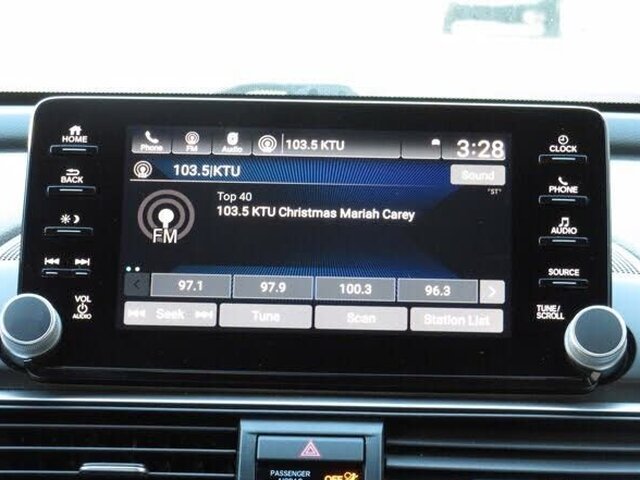 HOME
BACK
VOL
AUDIO
Phone FM Audio 103.5 KTU 3:28
103.5|KTU Sound
"ST"
Top 40
103.5 KTU Christmas Mariah Carey
FM
97.1 97.9 100.3 96.3
Seek Tune Scan Station List
CLOCK
PHONE
AUDIO
SOURCE
TUNE/
SCROLL
PASSENGER
AIRBAG OFF